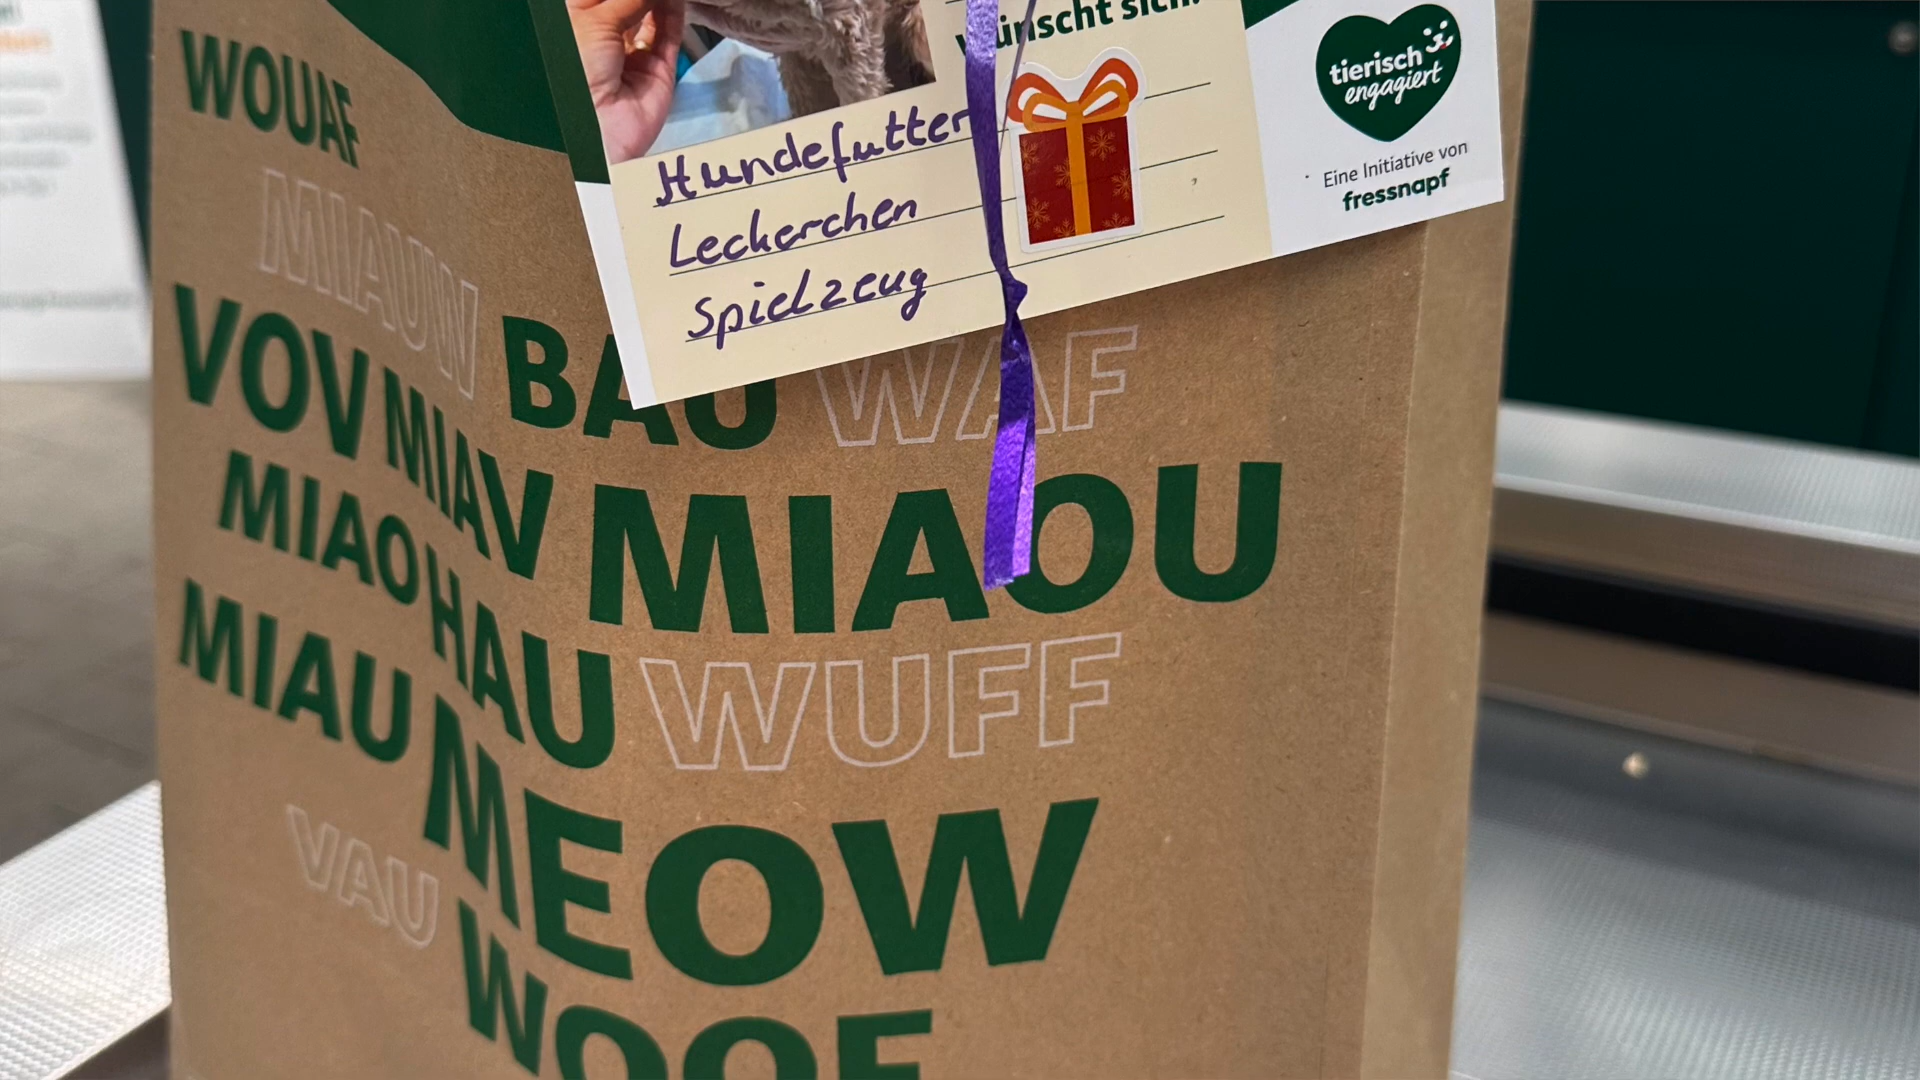 wünscht sich:
tierisch
engagiert
Eine Initiative von
fressnapf
Hundefutter
Leckerchen
Spielzeug
WOUAF
MIAUW
VOV MIAV BAU WAF
MIAO HAU MIAOU
MIAU MEOW WUFF
VAU WOOF